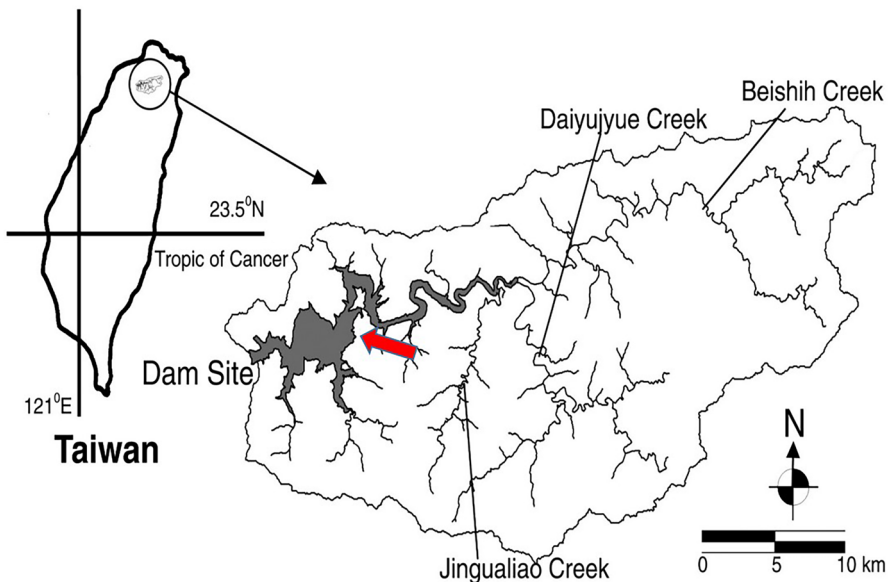 Beishih Creek
Daiyujyue Creek
23.5⁰N
Tropic of Cancer
Dam Site
121⁰E
Taiwan
N
Jingualiao Creek
0 5 10 km